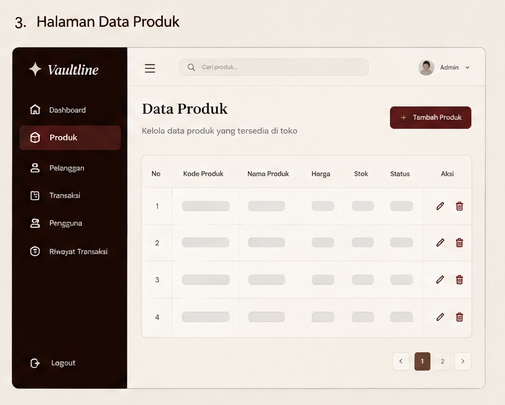 3. Halaman Data Produk
Vaultline
Cari produk...
Admin
Dashboard
Produk
Pelanggan
Transaksi
Pengguna
Riwayat Transaksi
Logout
Data Produk
Kelola data produk yang tersedia di toko
+ Tambah Produk
No Kode Produk Nama Produk Harga Stok Status Aksi
1
2
3
4
< 1 2 >